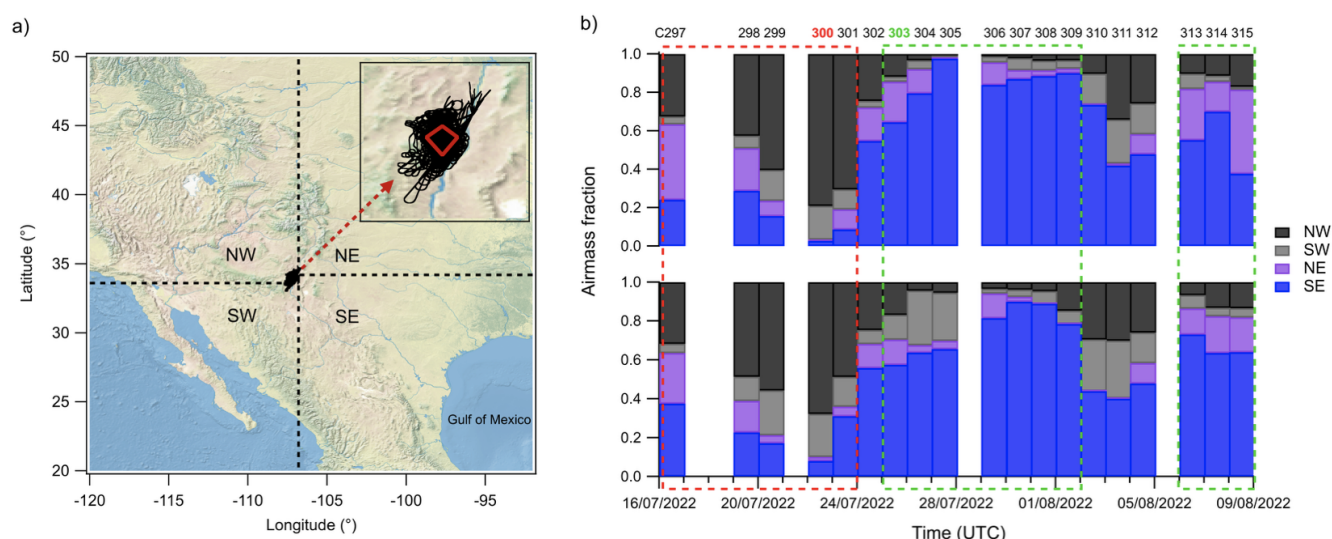 a)
50
45
40
35
30
25
20
Latitude (°)
NW
NE
SW
SE
Gulf of Mexico
-120
-115
-110
-105
-100
-95
Longitude (°)
b)
C297 298 299 300 301 302 303 304 305 306 307 308 309 310 311 312 313 314 315
1.0
0.8
0.6
0.4
0.2
0.0
1.0
0.8
0.6
0.4
0.2
0.0
Airmass fraction
NW
SW
NE
SE
16/07/2022 20/07/2022 24/07/2022 28/07/2022 01/08/2022 05/08/2022 09/08/2022
Time (UTC)